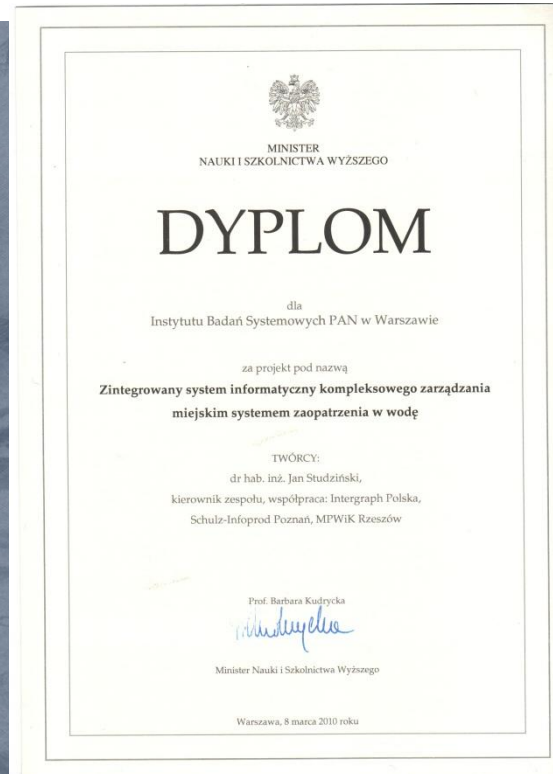 MINISTER
NAUKI I SZKOLNICTWA WYŻSZEGO
DYPLOM
dla
Instytutu Badań Systemowych PAN w Warszawie
za projekt pod nazwą
Zintegrowany system informatyczny kompleksowego zarządzania
miejskim systemem zaopatrzenia w wodę
TWÓRCY:
dr hab. inż. Jan Studziński,
kierownik zespołu, współpraca: Intergraph Polska,
Schulz-Infoprod Poznań, MPWiK Rzeszów
Prof. Barbara Kudrycka
Minister Nauki i Szkolnictwa Wyższego
Warszawa, 8 marca 2010 roku